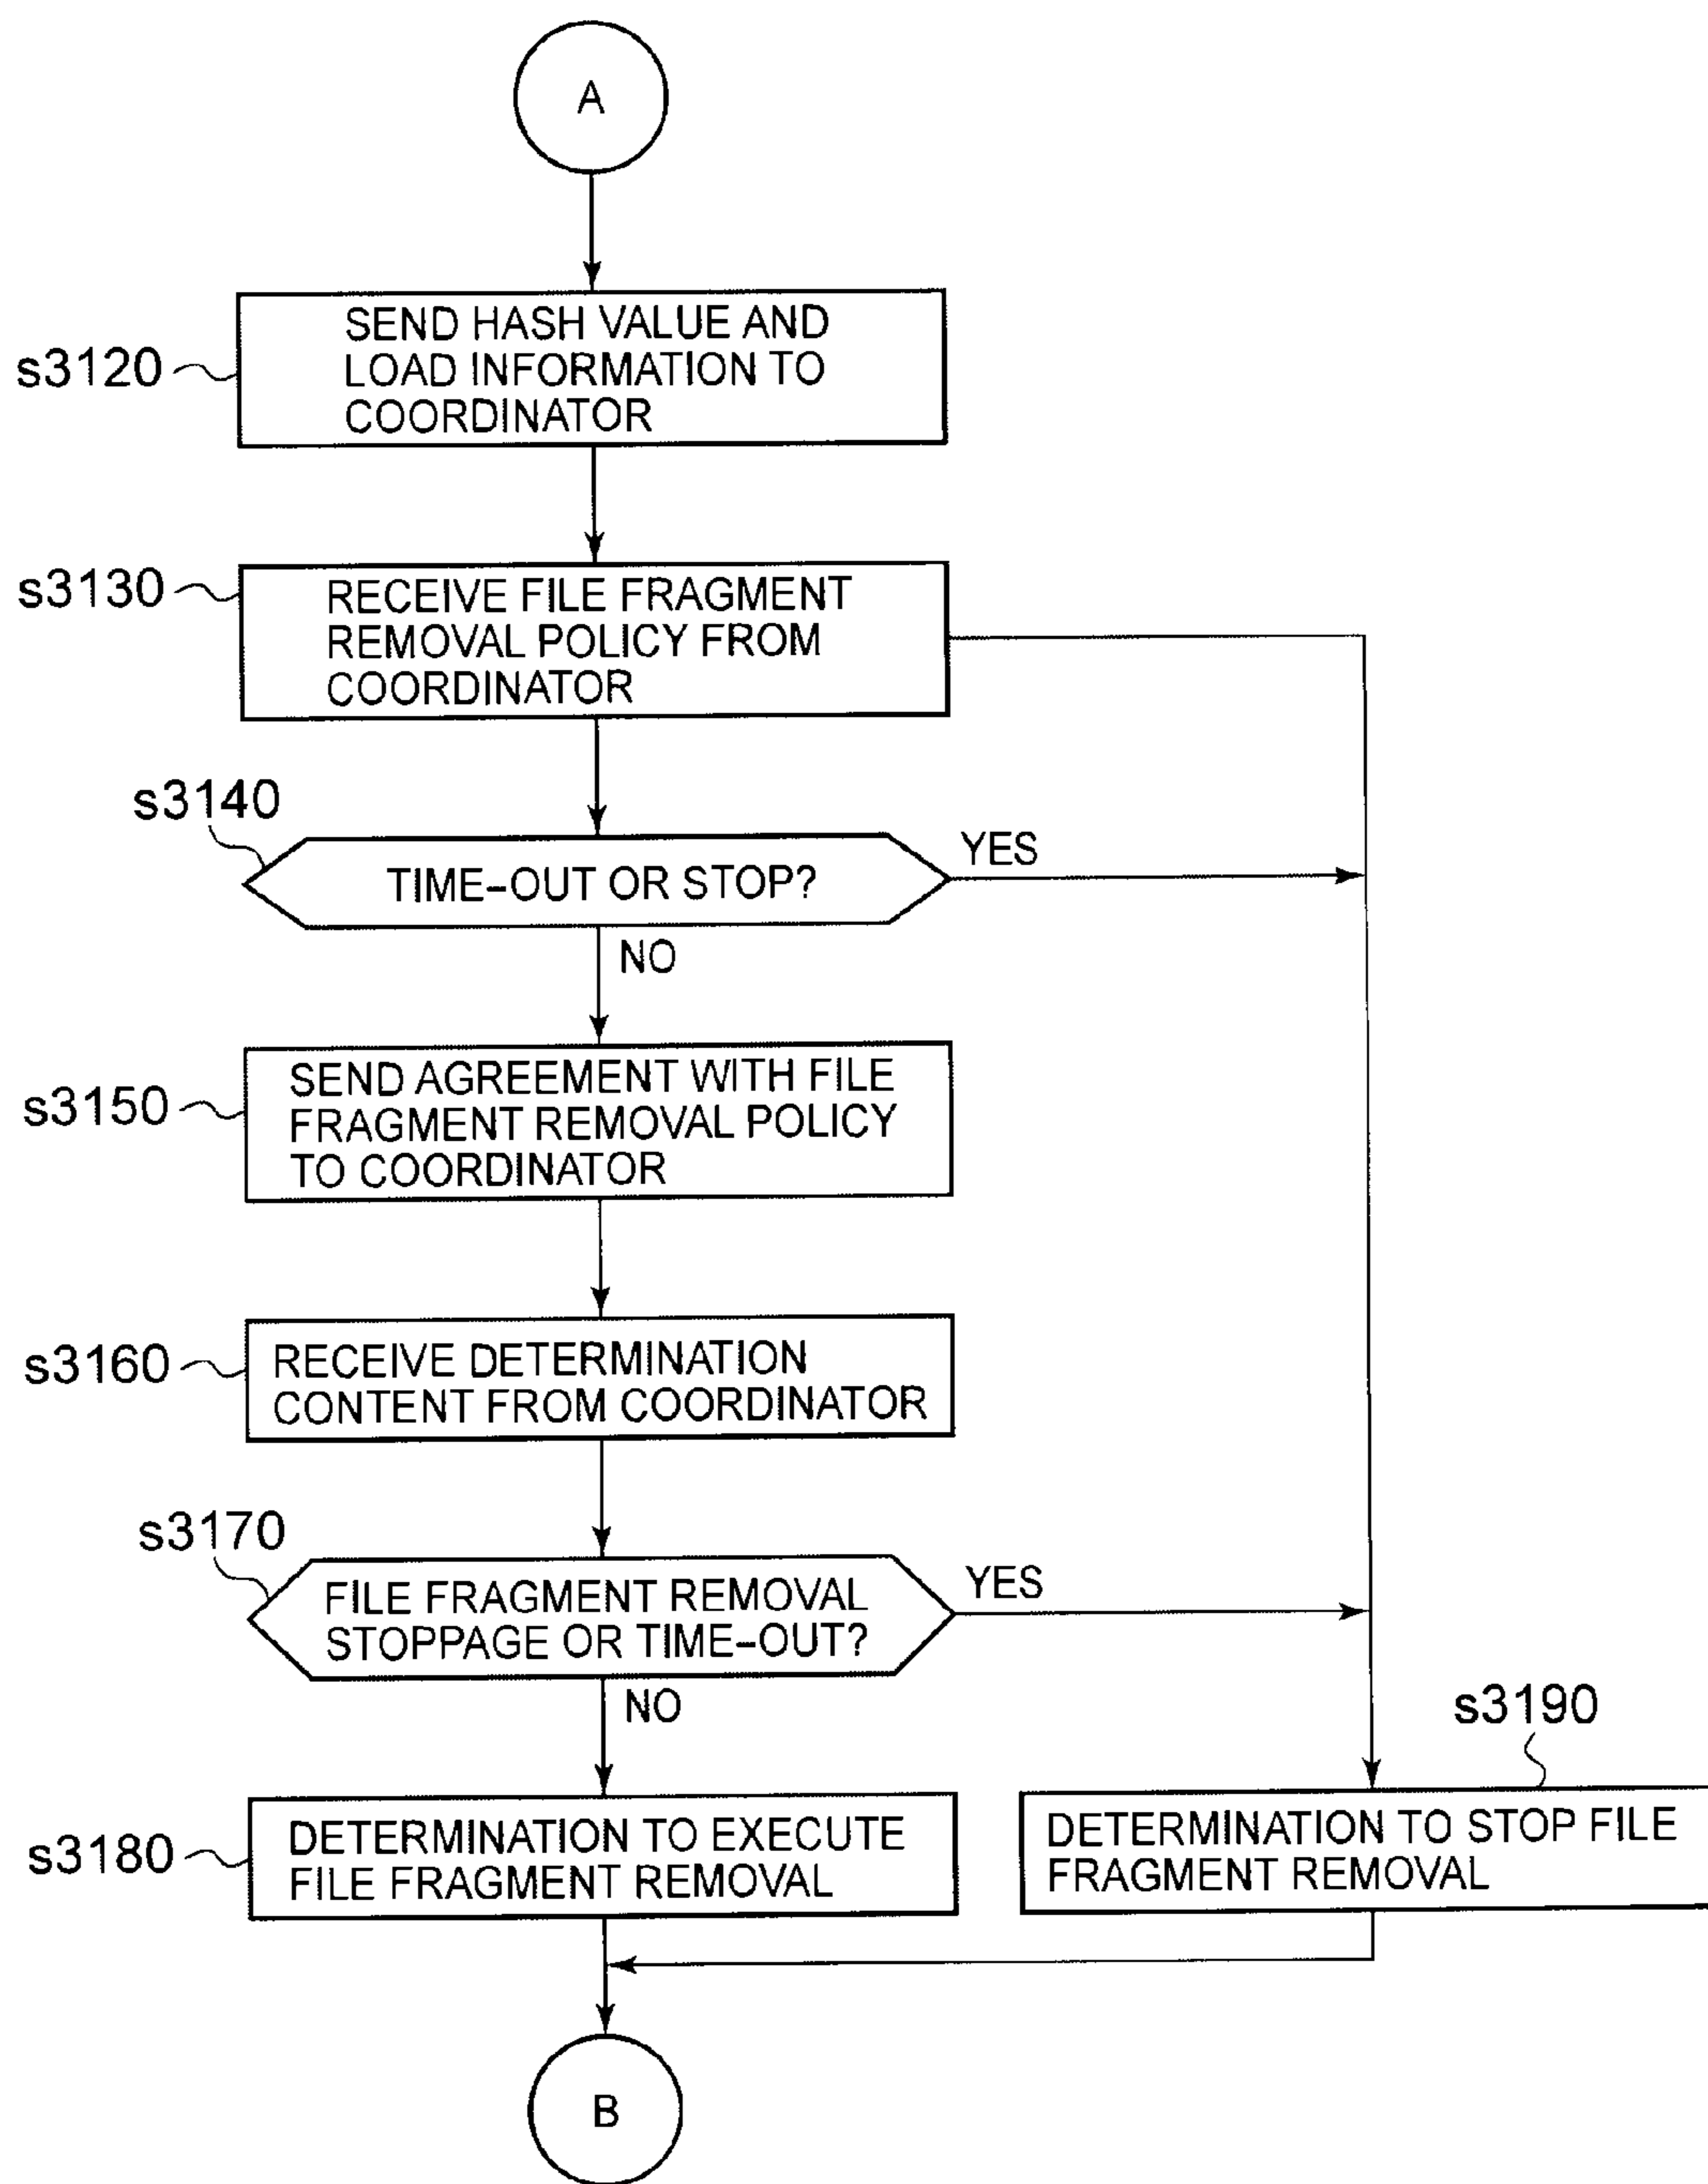 A
s3120
SEND HASH VALUE AND
LOAD INFORMATION TO
COORDINATOR
s3130
RECEIVE FILE FRAGMENT
REMOVAL POLICY FROM
COORDINATOR
s3140
TIME-OUT OR STOP?
YES
NO
s3150
SEND AGREEMENT WITH FILE
FRAGMENT REMOVAL POLICY
TO COORDINATOR
s3160
RECEIVE DETERMINATION
CONTENT FROM COORDINATOR
s3170
FILE FRAGMENT REMOVAL
STOPPAGE OR TIME-OUT?
YES
NO
s3180
DETERMINATION TO EXECUTE
FILE FRAGMENT REMOVAL
s3190
DETERMINATION TO STOP FILE
FRAGMENT REMOVAL
B